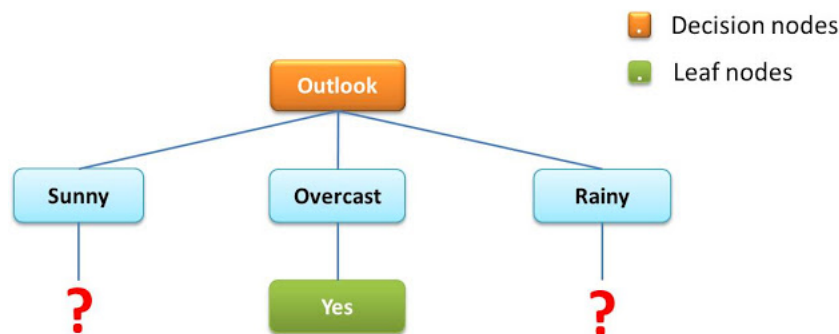 Decision nodes
Leaf nodes
Outlook
Sunny
Overcast
Rainy
?
Yes
?